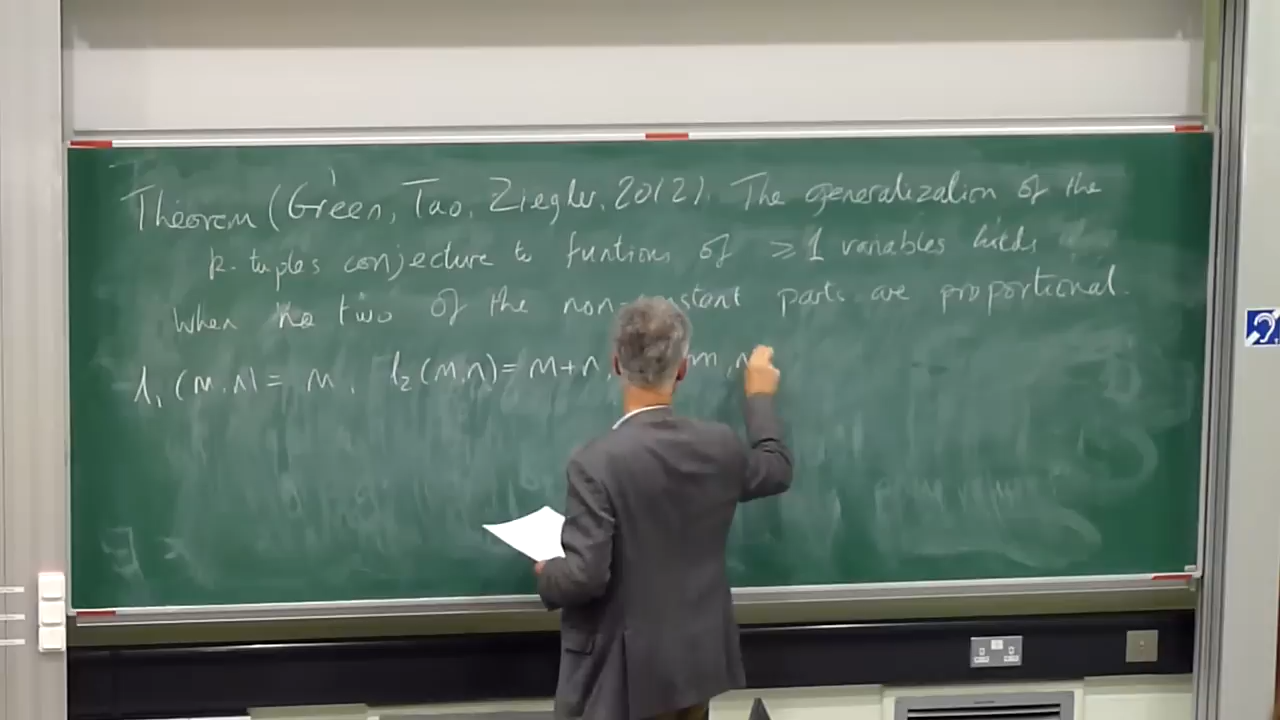 Theorem (Green, Tao, Ziegler, 2012). The generalization of the
k-tuples conjecture to funtions of ≥1 variables holds
when no two of the non-constant parts are proportional.
l₁(m,n) = m, l₂(m,n) = m+n, m,n